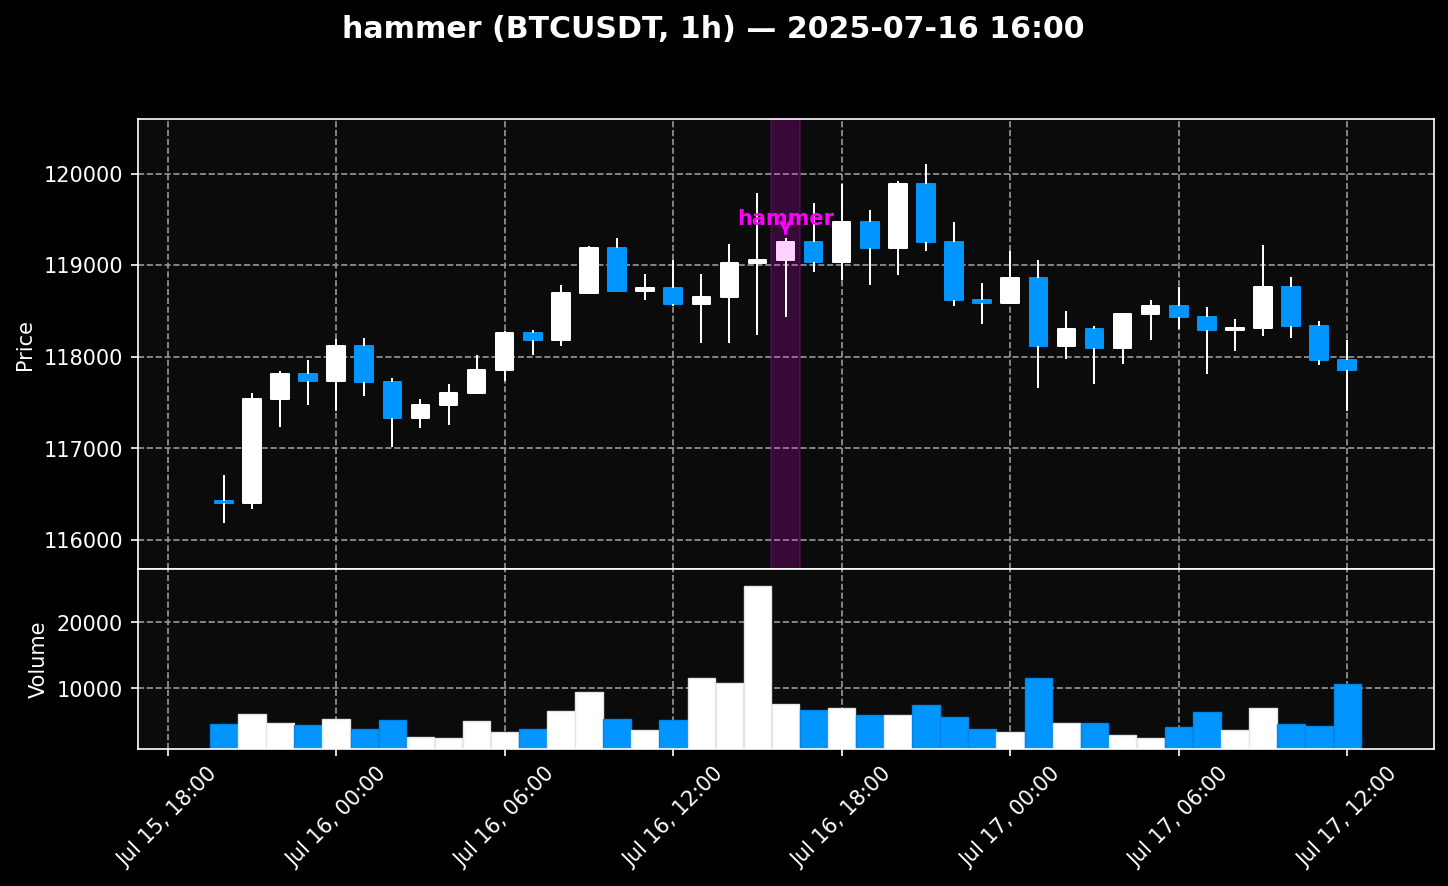 hammer (BTCUSDT, 1h) — 2025-07-16 16:00
120000
119000
118000
117000
116000
Price
hammer
20000
10000
Volume
Jul 15, 18:00
Jul 16, 00:00
Jul 16, 06:00
Jul 16, 12:00
Jul 16, 18:00
Jul 17, 00:00
Jul 17, 06:00
Jul 17, 12:00